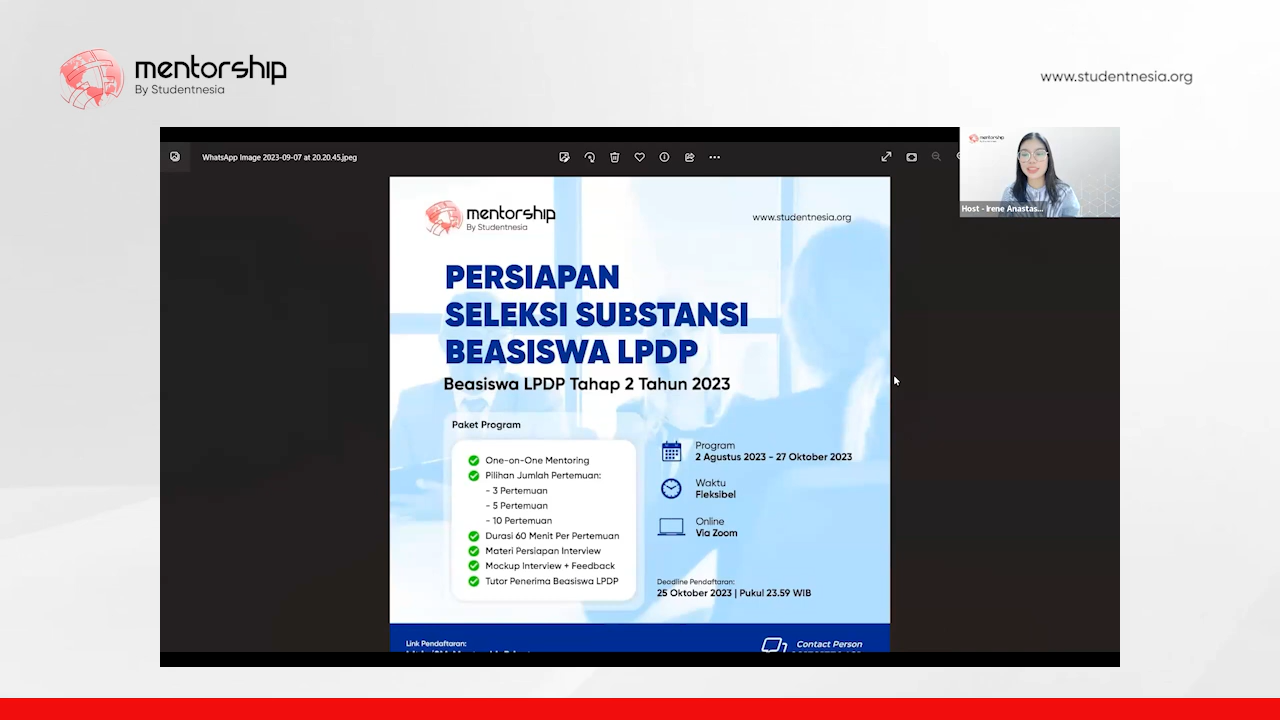 mentorship
By Studentnesia
www.studentnesia.org
WhatsApp Image 2023-09-07 at 20.20.45.jpeg
mentorship
Host - Irene Anastas...
mentorship
By Studentnesia
www.studentnesia.org
PERSIAPAN
SELEKSI SUBSTANSI
BEASISWA LPDP
Beasiswa LPDP Tahap 2 Tahun 2023
Paket Program
One-on-One Mentoring
Pilihan Jumlah Pertemuan:
- 3 Pertemuan
- 5 Pertemuan
- 10 Pertemuan
Durasi 60 Menit Per Pertemuan
Materi Persiapan Interview
Mockup Interview + Feedback
Tutor Penerima Beasiswa LPDP
Program
2 Agustus 2023 - 27 Oktober 2023
Waktu
Fleksibel
Online
Via Zoom
Deadline Pendaftaran:
25 Oktober 2023 | Pukul 23.59 WIB
Link Pendaftaran:
Contact Person